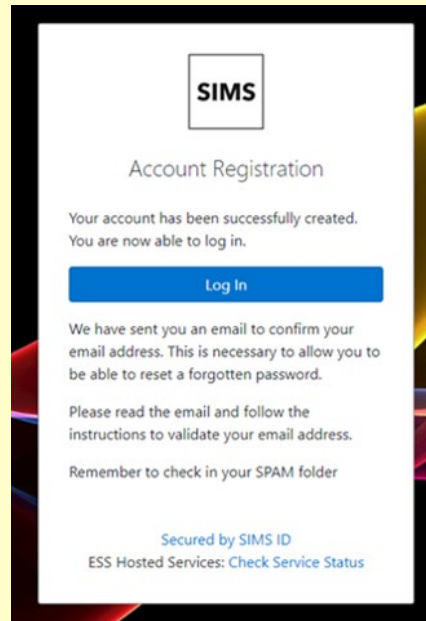 SIMS
Account Registration
Your account has been successfully created.
You are now able to log in.
Log In
We have sent you an email to confirm your
email address. This is necessary to allow you to
be able to reset a forgotten password.
Please read the email and follow the
instructions to validate your email address.
Remember to check in your SPAM folder
Secured by SIMS ID
ESS Hosted Services: Check Service Status